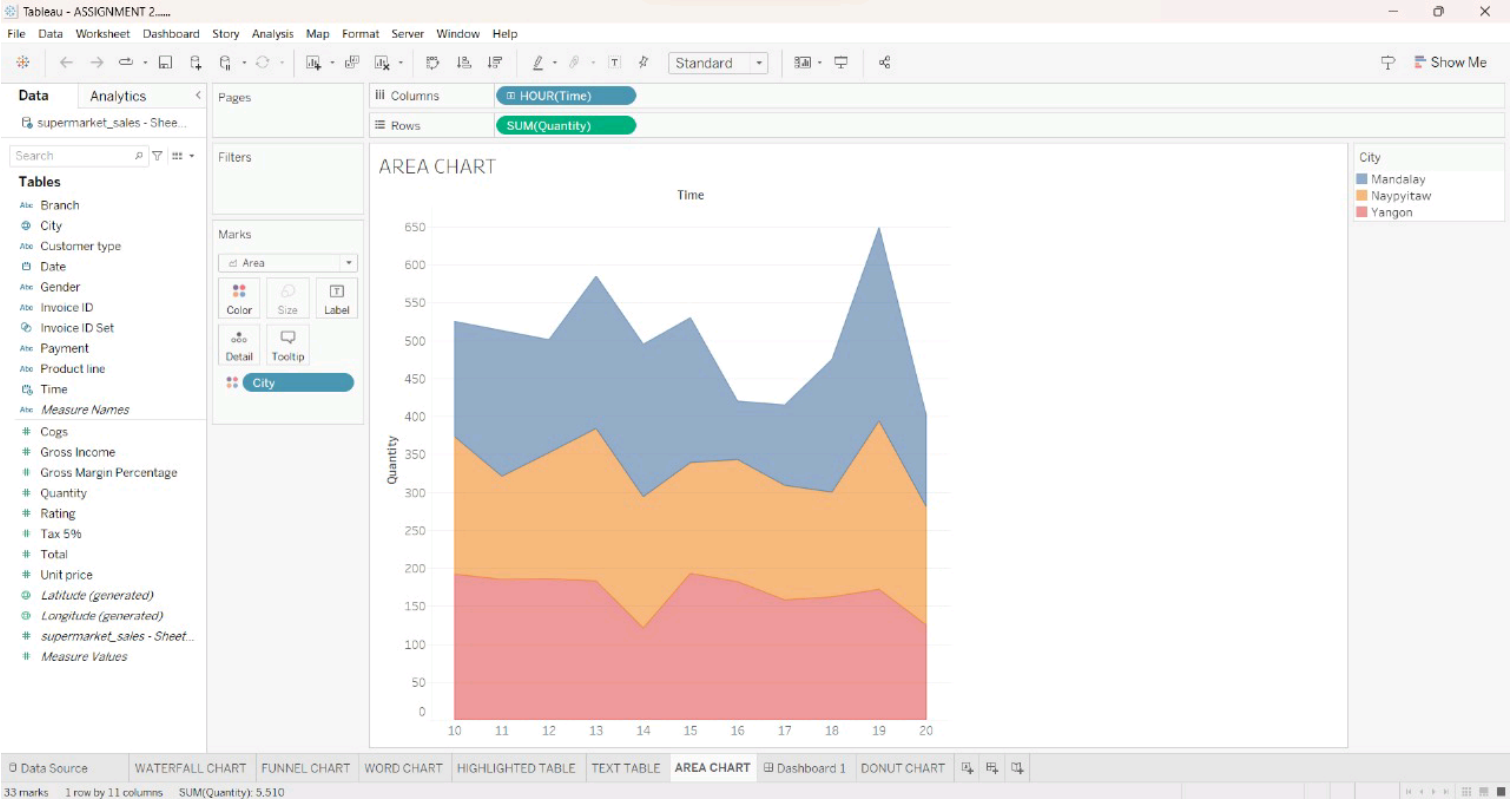 Tableau - ASSIGNMENT 2......
File Data Worksheet Dashboard Story Analysis Map Format Server Window Help
Standard
Show Me
Data Analytics
supermarket_sales - Shee...
Search
Tables
Abc Branch
City
Abc Customer type
Date
Abc Gender
Abc Invoice ID
Invoice ID Set
Abc Payment
Abc Product line
Time
Abc Measure Names
# Cogs
# Gross Income
# Gross Margin Percentage
# Quantity
# Rating
# Tax 5%
# Total
# Unit price
Latitude (generated)
Longitude (generated)
# supermarket_sales - Sheet...
# Measure Values
Pages
Filters
Marks
Area
Color Size Label
Detail Tooltip
City
Columns HOUR(Time)
Rows SUM(Quantity)
AREA CHART
Time
650
600
550
500
450
400
350
300
250
200
150
100
50
0
Quantity
10 11 12 13 14 15 16 17 18 19 20
City
Mandalay
Naypyitaw
Yangon
Data Source WATERFALL CHART FUNNEL CHART WORD CHART HIGHLIGHTED TABLE TEXT TABLE AREA CHART Dashboard 1 DONUT CHART
33 marks 1 row by 11 columns SUM(Quantity): 5,510